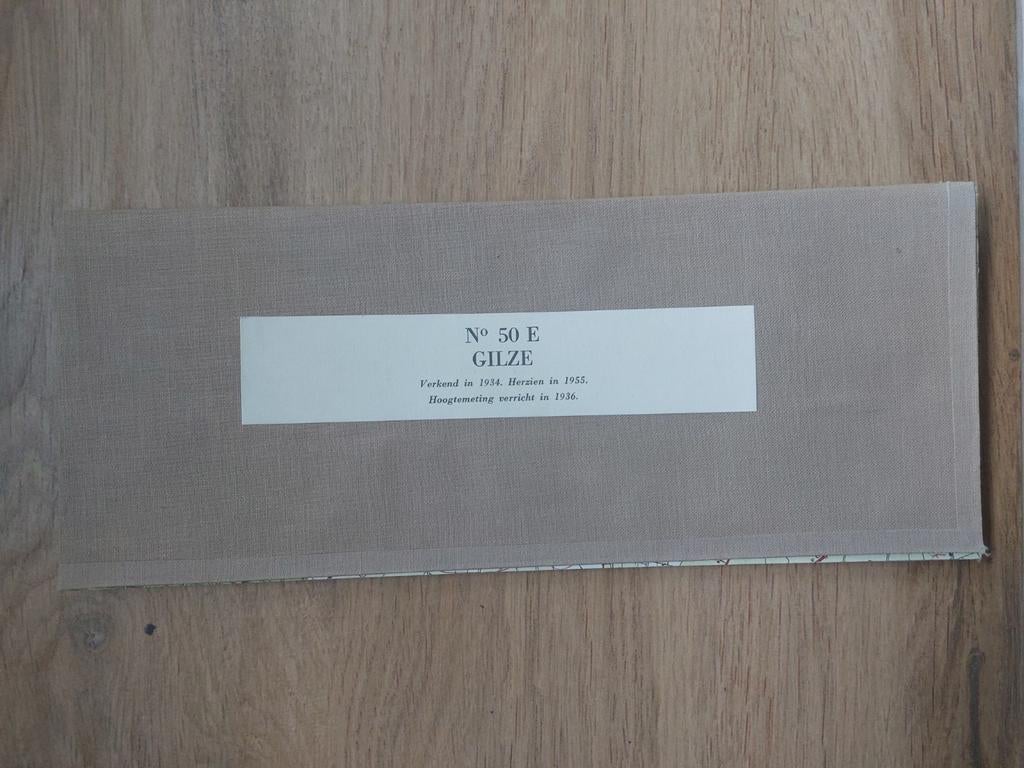 Nº 50 E
GILZE
Verkend in 1934. Herzien in 1955.
Hoogtemeting verricht in 1936.